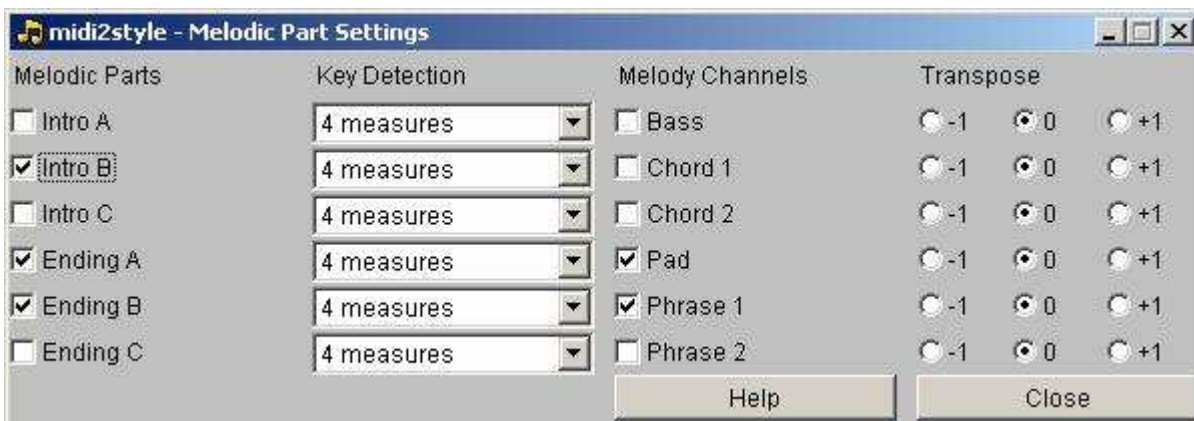 midi2style - Melodic Part Settings
Melodic Parts Key Detection Melody Channels Transpose
Intro A 4 measures Bass -1 0 +1
Intro B 4 measures Chord 1 -1 0 +1
Intro C 4 measures Chord 2 -1 0 +1
Ending A 4 measures Pad -1 0 +1
Ending B 4 measures Phrase 1 -1 0 +1
Ending C 4 measures Phrase 2 -1 0 +1
Help Close